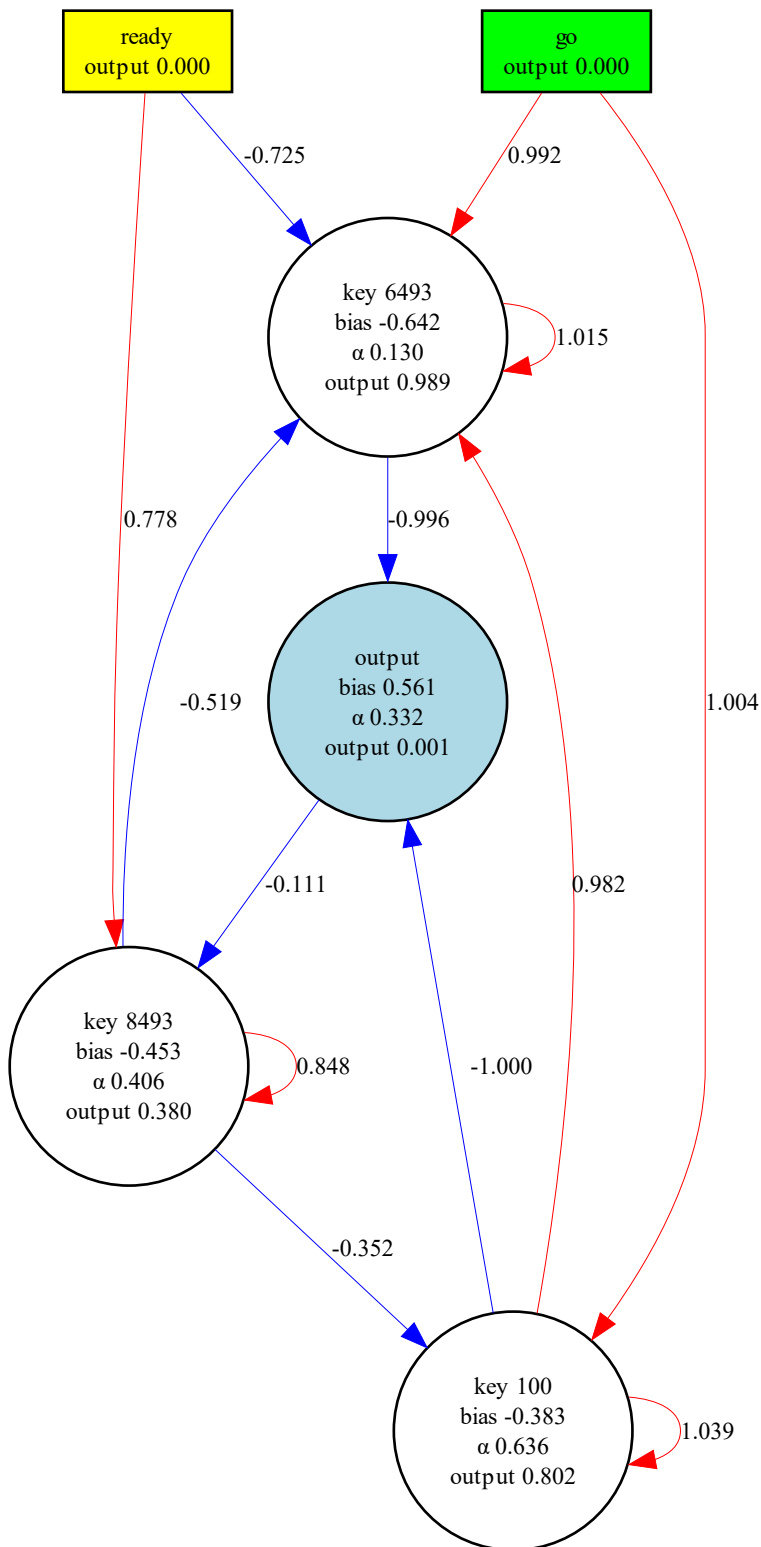 ready
output 0.000
go
output 0.000
-0.725
0.992
key 6493
bias -0.642
α 0.130
output 0.989
1.015
0.778
-0.996
output
bias 0.561
α 0.332
output 0.001
-0.519
1.004
-0.111
0.982
key 8493
bias -0.453
α 0.406
output 0.380
0.848
-1.000
-0.352
key 100
bias -0.383
α 0.636
output 0.802
1.039